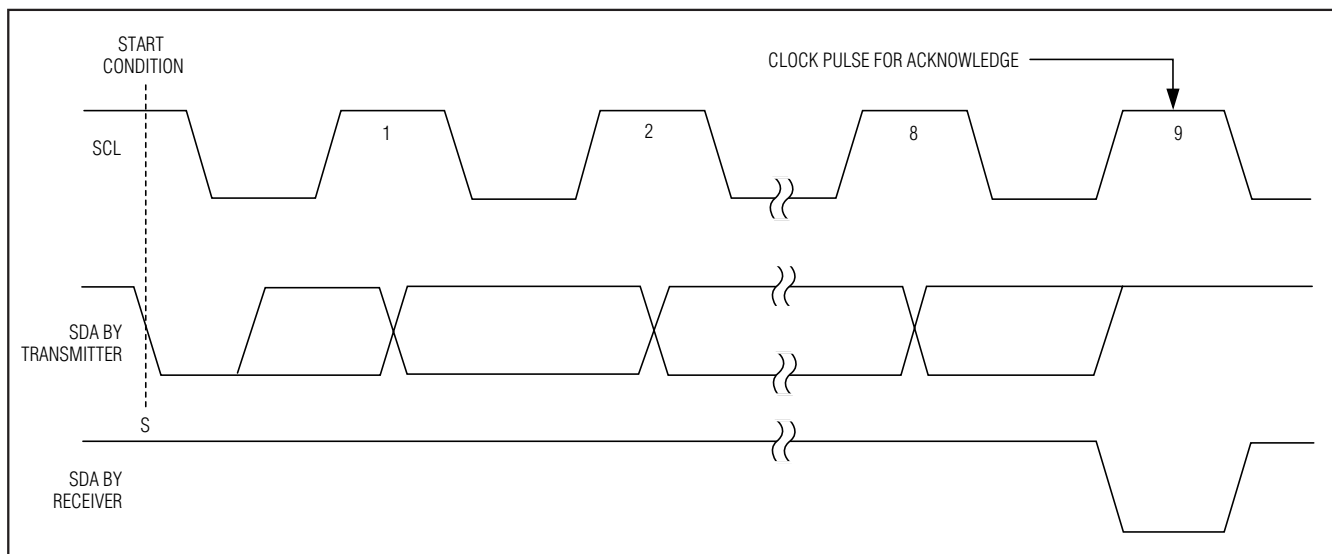 START
CONDITION
CLOCK PULSE FOR ACKNOWLEDGE
SCL
1
2
8
9
SDA BY
TRANSMITTER
S
SDA BY
RECEIVER